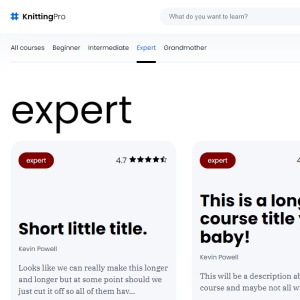 KnittingPro
What do you want to learn?
All courses Beginner Intermediate Expert Grandmother
expert
expert 4.7
Short little title.
Kevin Powell
Looks like we can really make this longer
and longer but at some point should we
just cut it off so all of them hav...
expert 4
This is a long
course title
baby!
Kevin Powell
This will be a description ab
course and maybe not all w